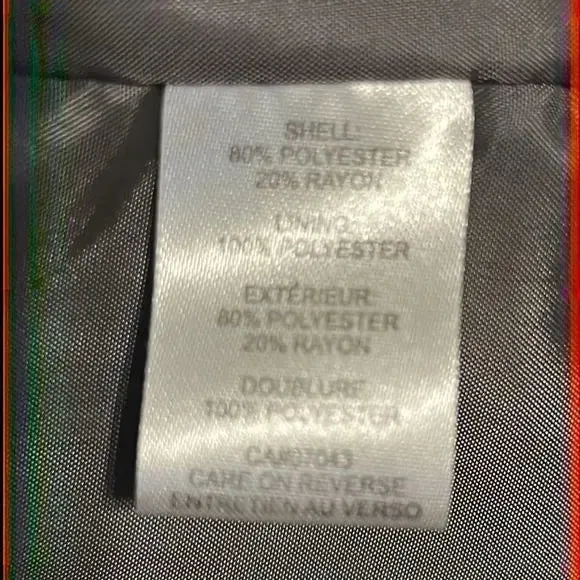 SHELL:
80% POLYESTER
20% RAYON
LINING:
100% POLYESTER
EXTÉRIEUR:
80% POLYESTER
20% RAYON
DOUBLURE
100% POLYESTER
CA#07043
CARE ON REVERSE
ENTRETIEN AU VERSO